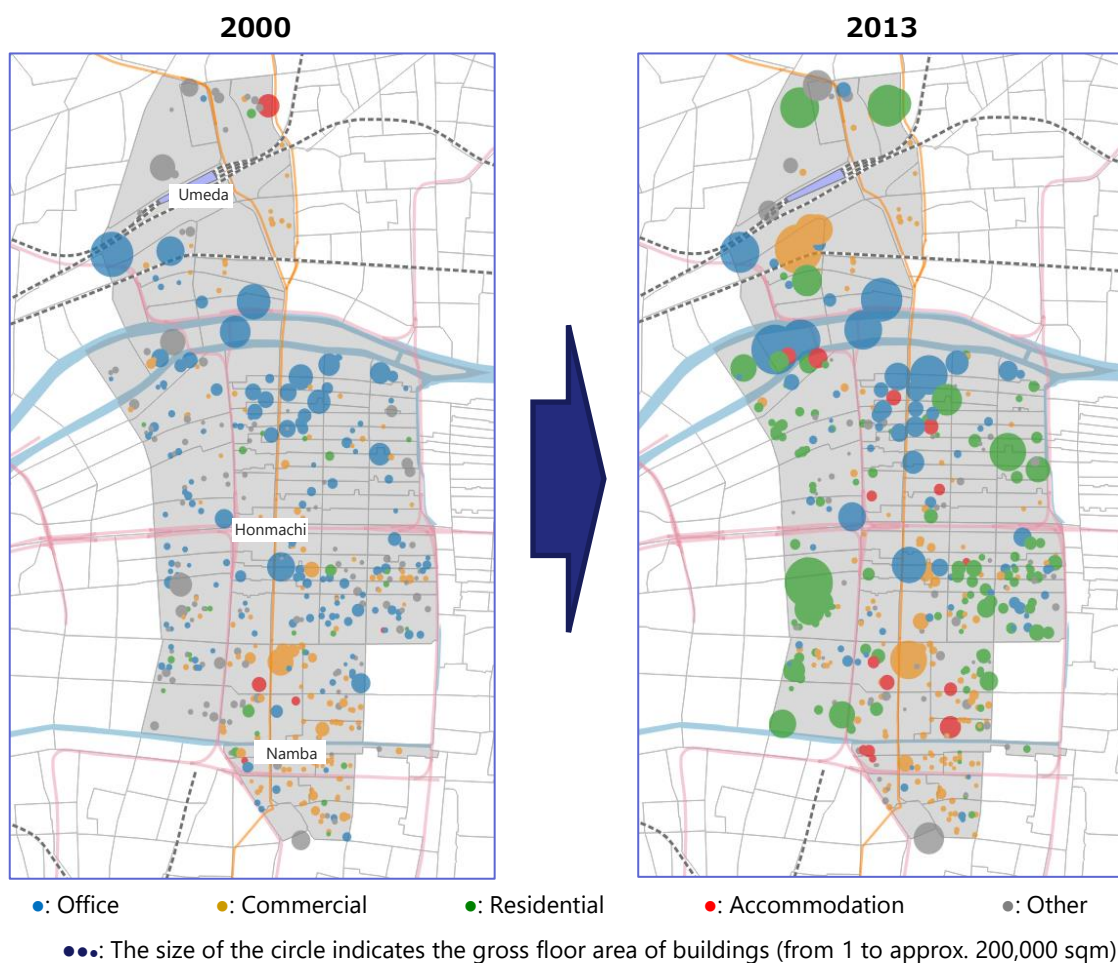 2000
2013
Umeda
Honmachi
Namba
●: Office ●: Commercial ●: Residential ●: Accommodation ●: Other
●●●: The size of the circle indicates the gross floor area of buildings (from 1 to approx. 200,000 sqm)